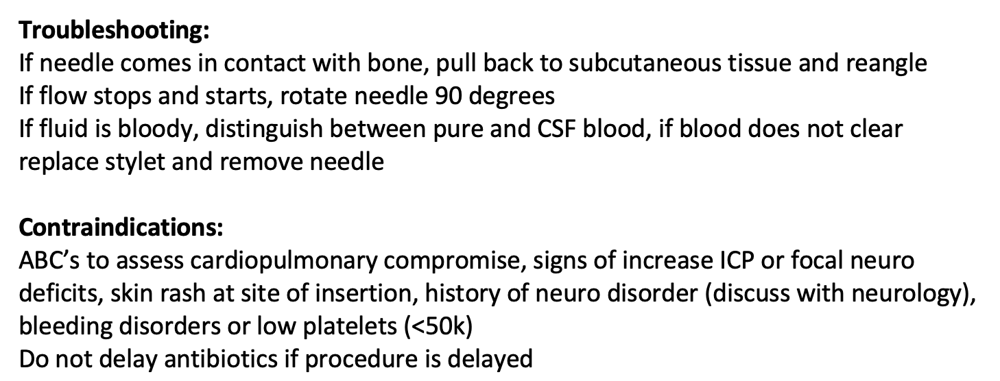 Troubleshooting:
If needle comes in contact with bone, pull back to subcutaneous tissue and reangle
If flow stops and starts, rotate needle 90 degrees
If fluid is bloody, distinguish between pure and CSF blood, if blood does not clear
replace stylet and remove needle
Contraindications:
ABC’s to assess cardiopulmonary compromise, signs of increase ICP or focal neuro
deficits, skin rash at site of insertion, history of neuro disorder (discuss with neurology),
bleeding disorders or low platelets (<50k)
Do not delay antibiotics if procedure is delayed